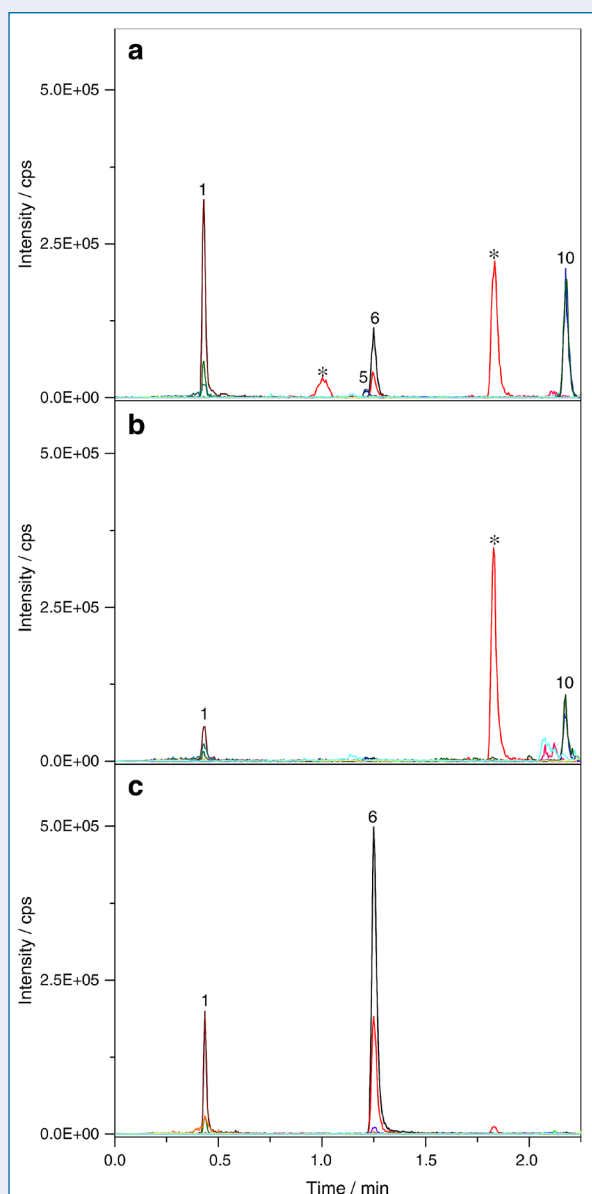 a
5.0E+05
1
2.5E+05
*
10
6
*
5
0.0E+00
Intensity / cps
b
5.0E+05
*
2.5E+05
10
1
0.0E+00
Intensity / cps
c
6
5.0E+05
2.5E+05
1
0.0E+00
Intensity / cps
0.0 0.5 1.0 1.5 2.0
Time / min